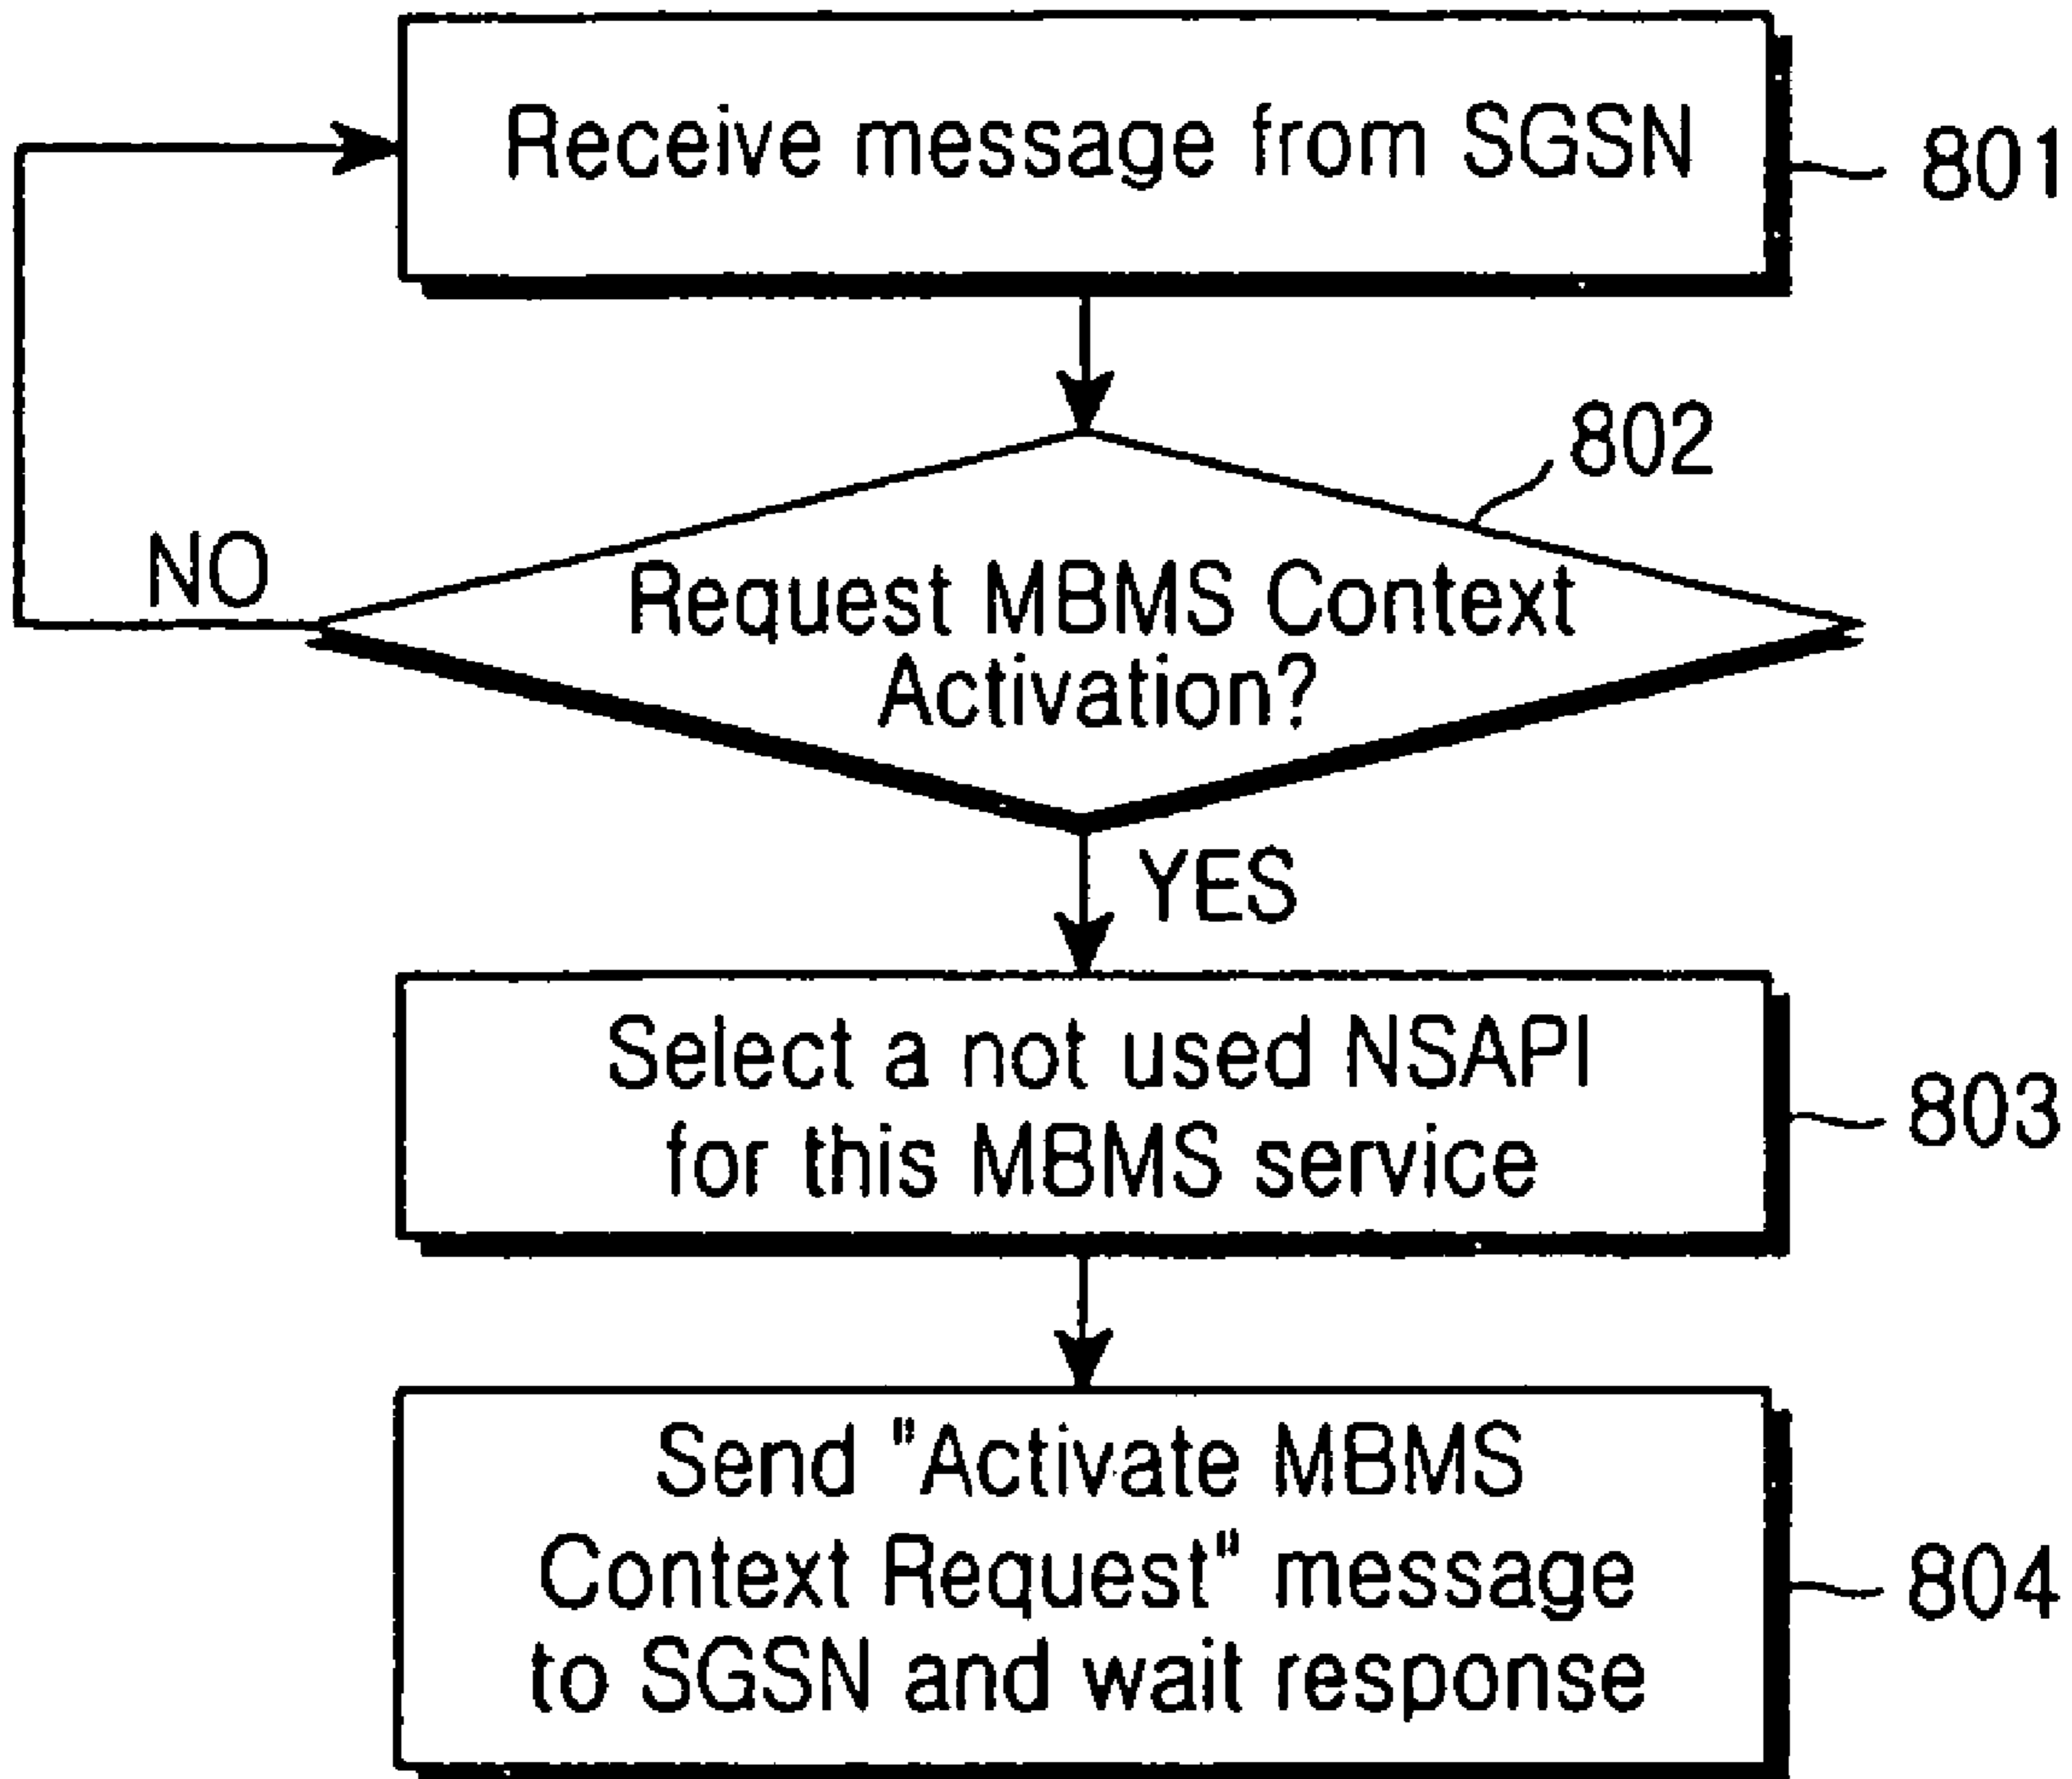 Receive message from SGSN
801
802
NO
Request MBMS Context
Activation?
YES
Select a not used NSAPI
for this MBMS service
803
Send "Activate MBMS
Context Request" message
to SGSN and wait response
804